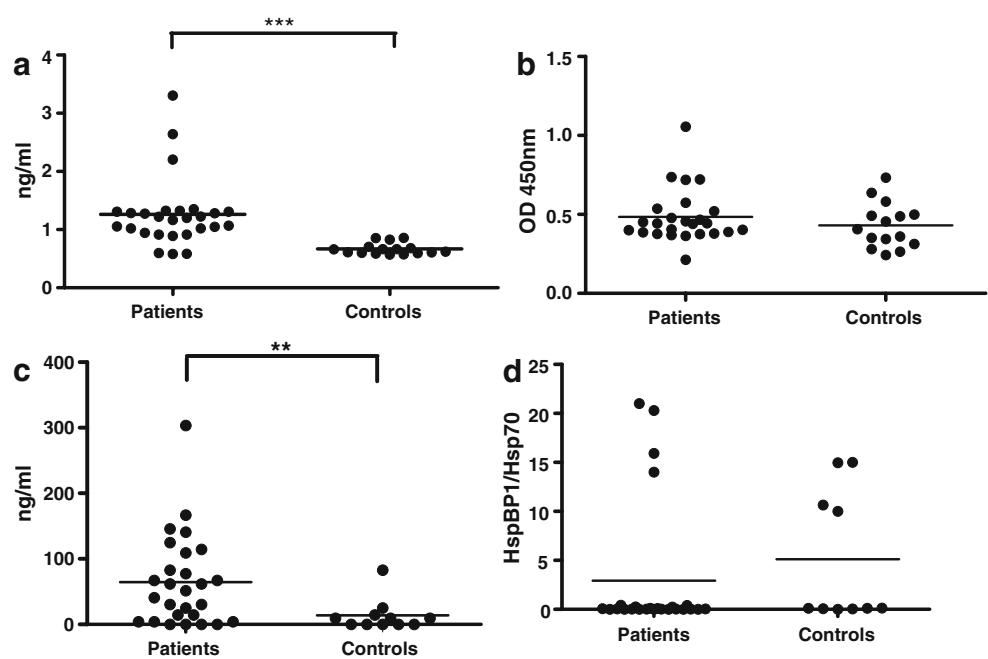 ***
a
4
3
2
1
0
ng/ml
Patients
Controls
b
1.5
1.0
0.5
0.0
OD 450nm
Patients
Controls
**
c
400
300
200
100
0
ng/ml
Patients
Controls
d
25
20
15
10
5
0
HspBP1/Hsp70
Patients
Controls